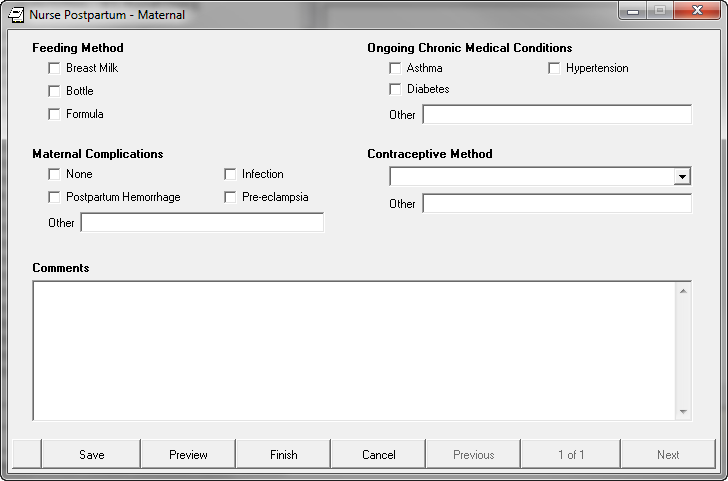 Nurse Postpartum - Maternal
Feeding Method
Breast Milk
Bottle
Formula
Ongoing Chronic Medical Conditions
Asthma Hypertension
Diabetes
Other
Maternal Complications
None Infection
Postpartum Hemorrhage Pre-eclampsia
Other
Contraceptive Method
Other
Comments
Save Preview Finish Cancel Previous 1 of 1 Next